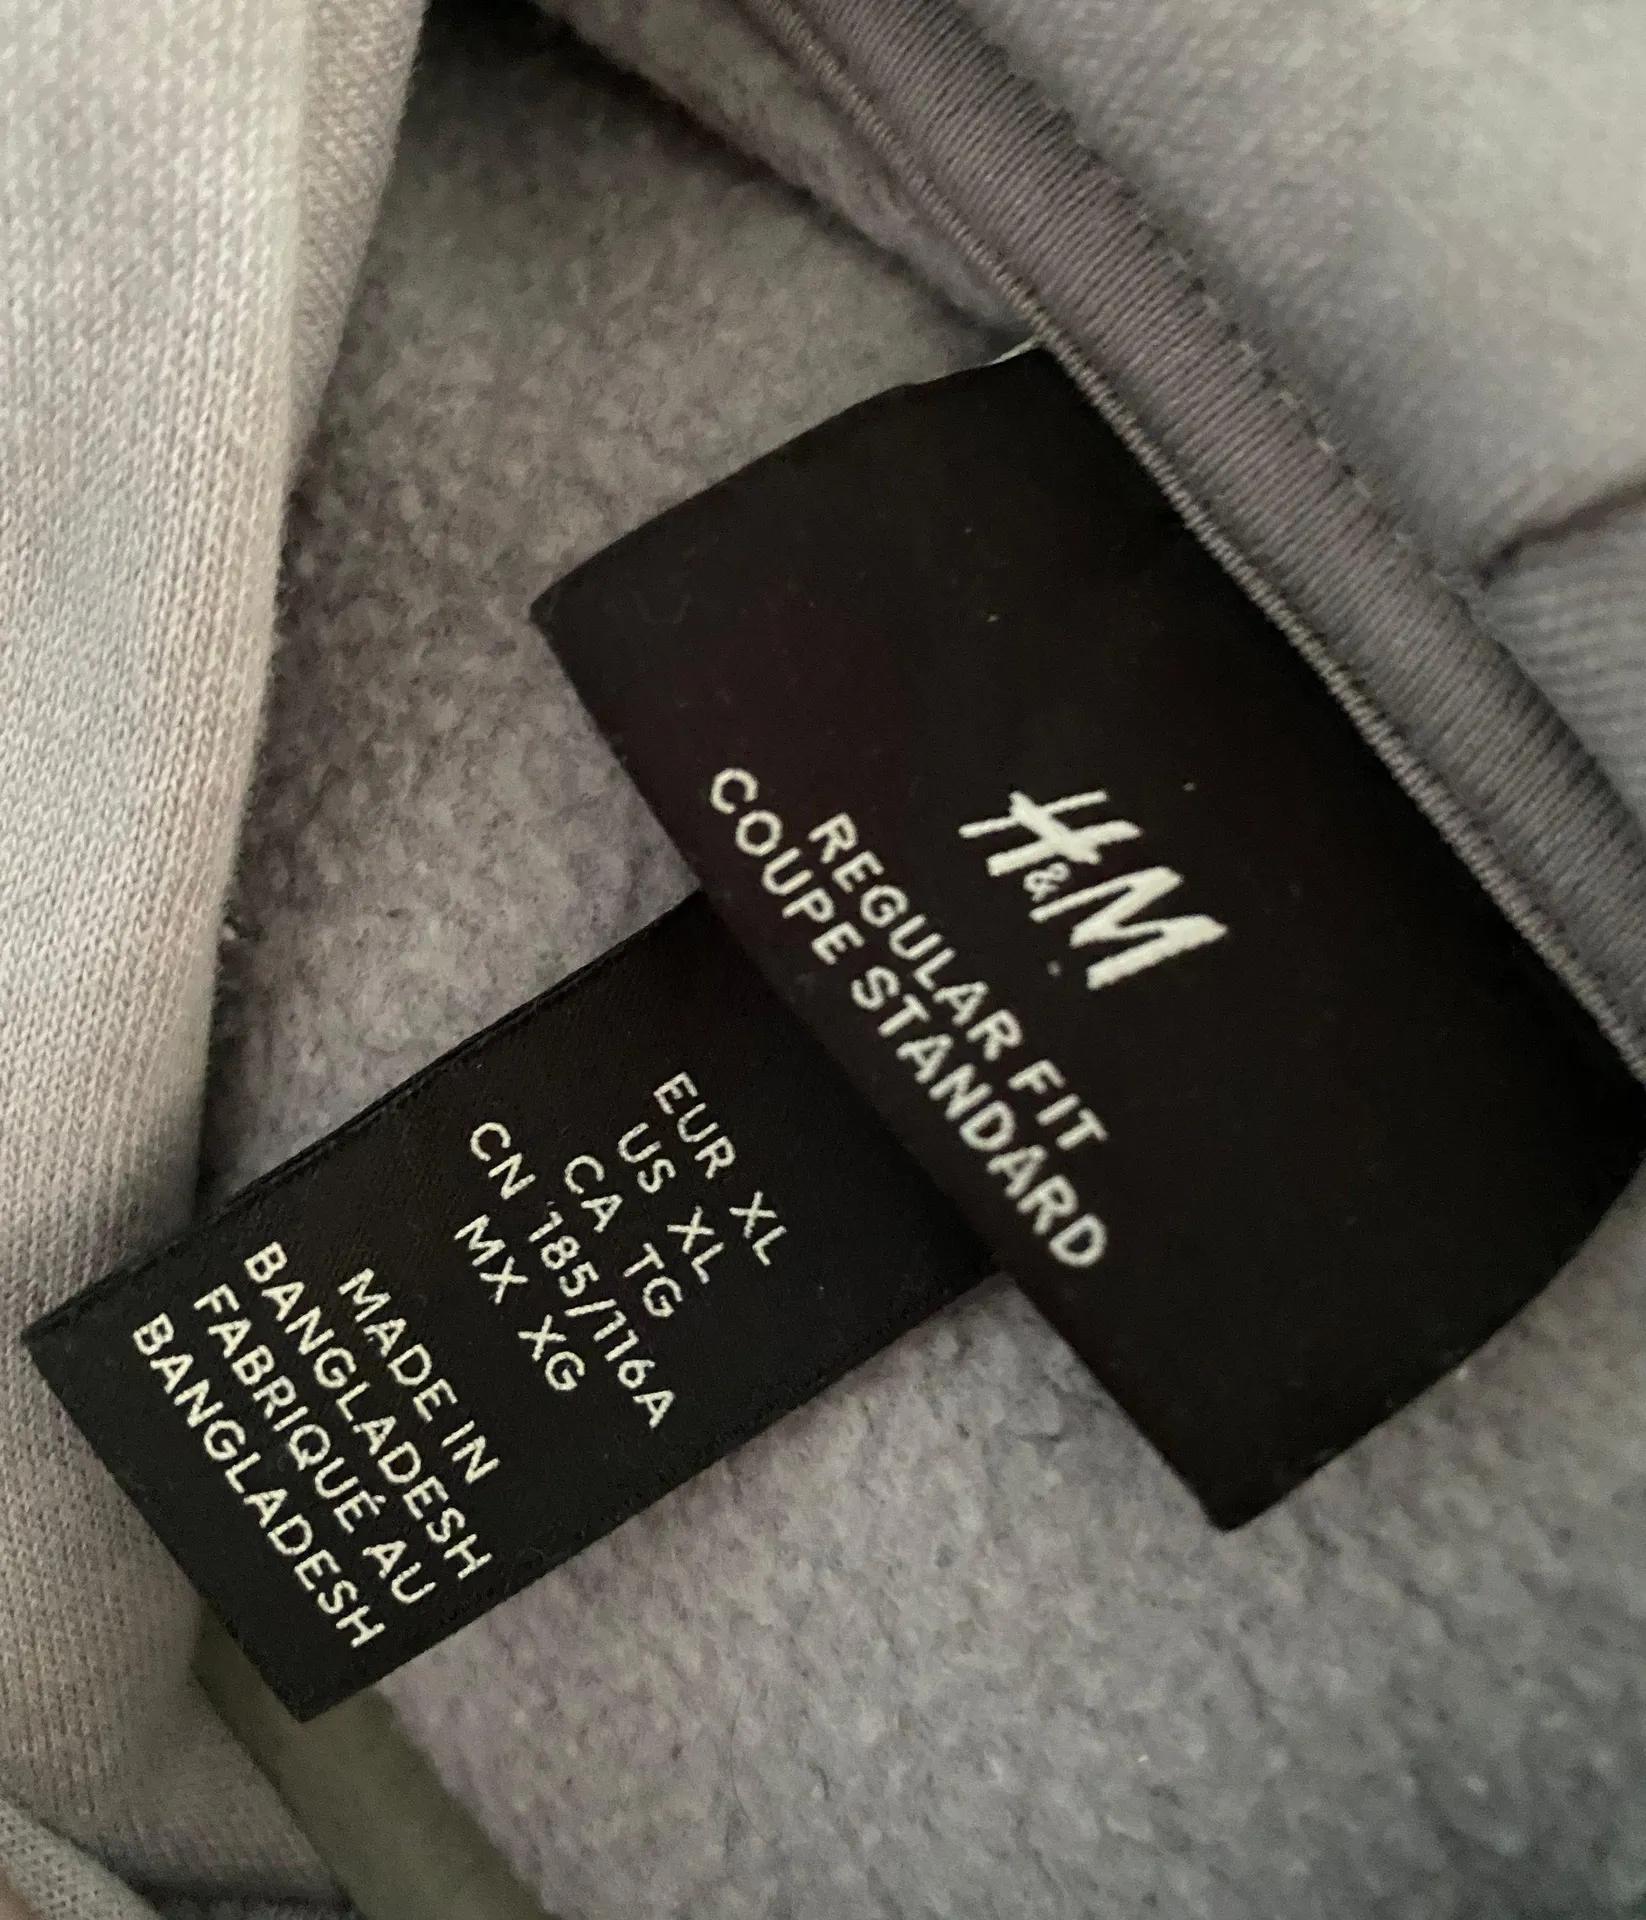 H&M
REGULAR FIT
COUPE STANDARD
EUR XL
US XL
CA TG
CN 185/116A
MX XG
MADE IN
BANGLADESH
FABRIQUÉ AU
BANGLADESH